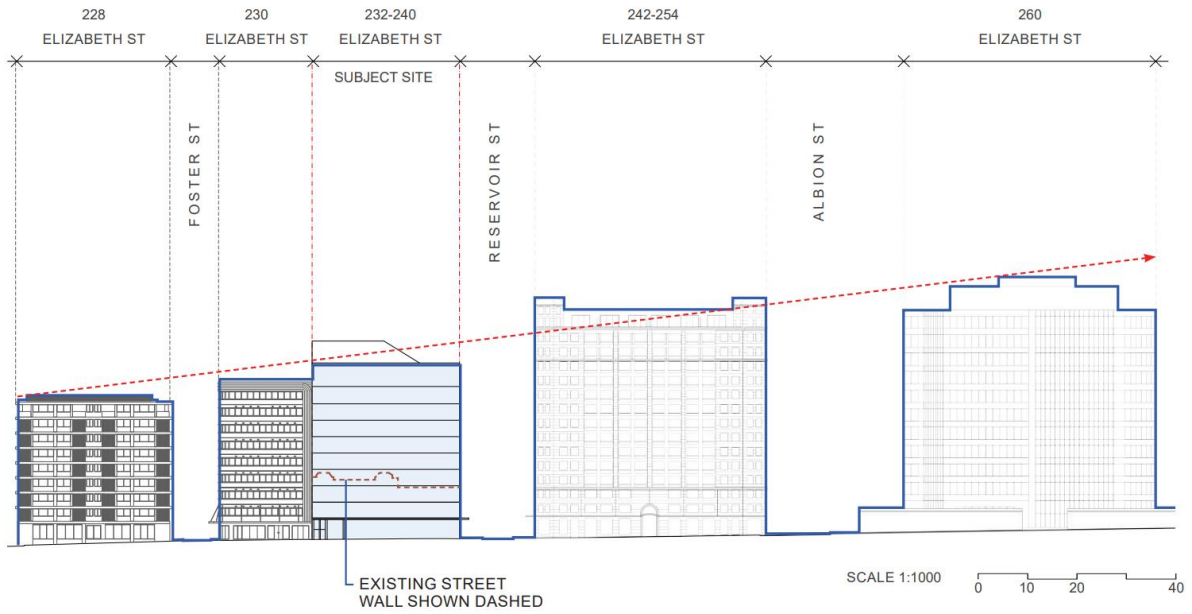 228
ELIZABETH ST
230
ELIZABETH ST
232-240
ELIZABETH ST
242-254
ELIZABETH ST
260
ELIZABETH ST
SUBJECT SITE
FOSTER ST
RESERVOIR ST
ALBION ST
EXISTING STREET
WALL SHOWN DASHED
SCALE 1:1000
0 10 20 40